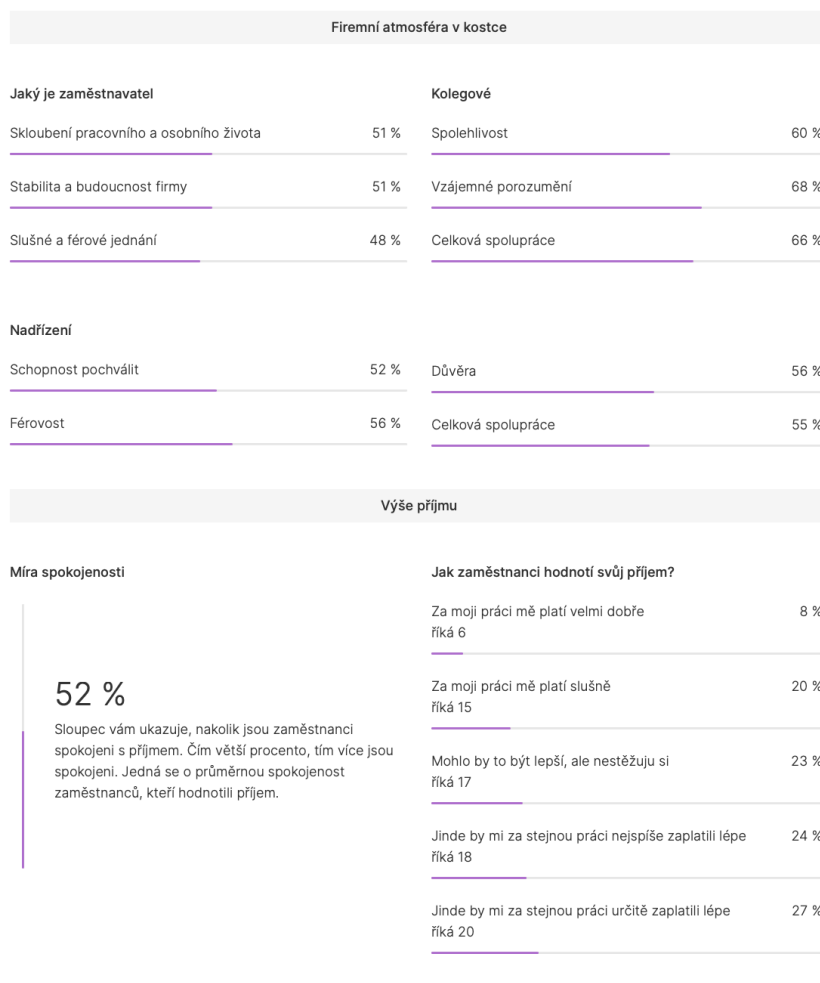 Firemní atmosféra v kostce
Jaký je zaměstnavatel
Skloubení pracovního a osobního života 51 %
Stabilita a budoucnost firmy 51 %
Slušné a férové jednání 48 %
Kolegové
Spolehlivost 60 %
Vzájemné porozumění 68 %
Celková spolupráce 66 %
Nadřízení
Schopnost pochválit 52 %
Férovost 56 %
Důvěra 56 %
Celková spolupráce 55 %
Výše příjmu
Míra spokojenosti
52 %
Sloupec vám ukazuje, nakolik jsou zaměstnanci
spokojeni s příjmem. Čím větší procento, tím více jsou
spokojeni. Jedná se o průměrnou spokojenost
zaměstnanců, kteří hodnotili příjem.
Jak zaměstnanci hodnotí svůj příjem?
Za moji práci mě platí velmi dobře 8 %
říká 6
Za moji práci mě platí slušně 20 %
říká 15
Mohlo by to být lepší, ale nestěžuju si 23 %
říká 17
Jinde by mi za stejnou práci nejspíše zaplatili lépe 24 %
říká 18
Jinde by mi za stejnou práci určitě zaplatili lépe 27 %
říká 20